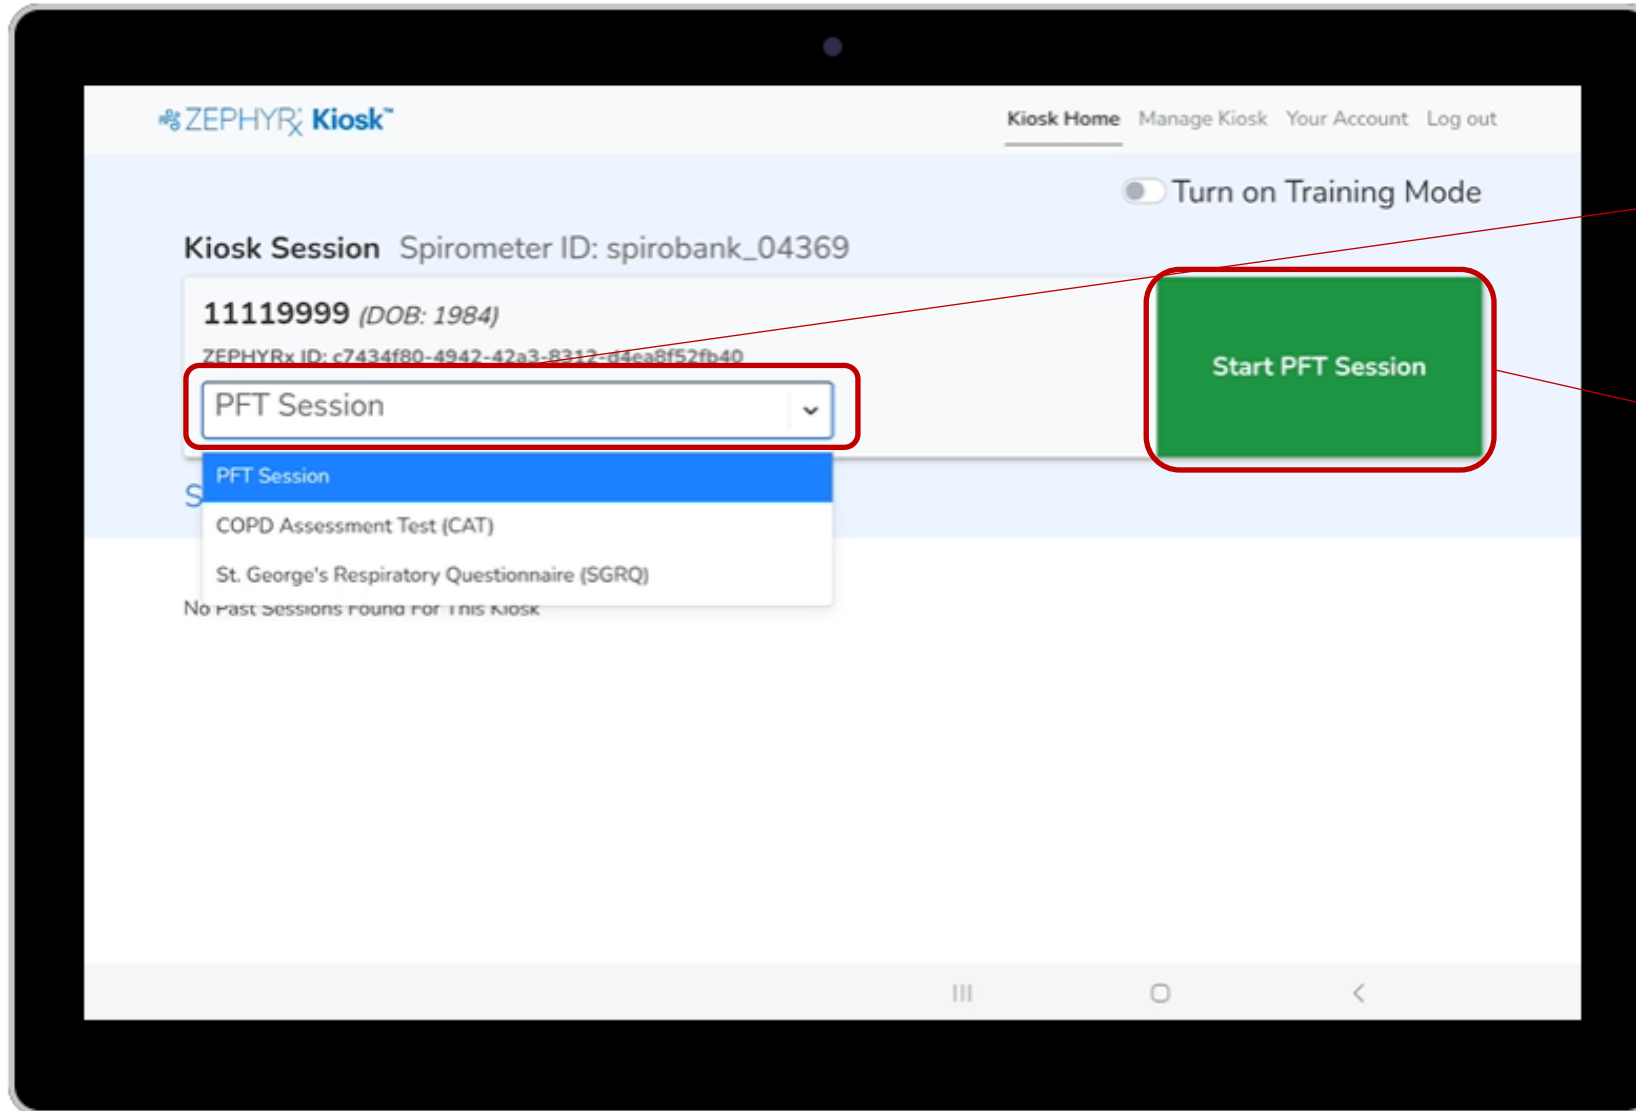 ZEPHYRx Kiosk™
Kiosk Home Manage Kiosk Your Account Log out
Turn on Training Mode
Kiosk Session Spirometer ID: spirobank_04369
11119999 (DOB: 1984)
ZEPHYRx ID: c7434f80-4942-42a3-8312-d4ea8f52fb40
Start PFT Session
PFT Session
PFT Session
S
COPD Assessment Test (CAT)
St. George's Respiratory Questionnaire (SGRQ)
No Past Sessions Found For This Kiosk